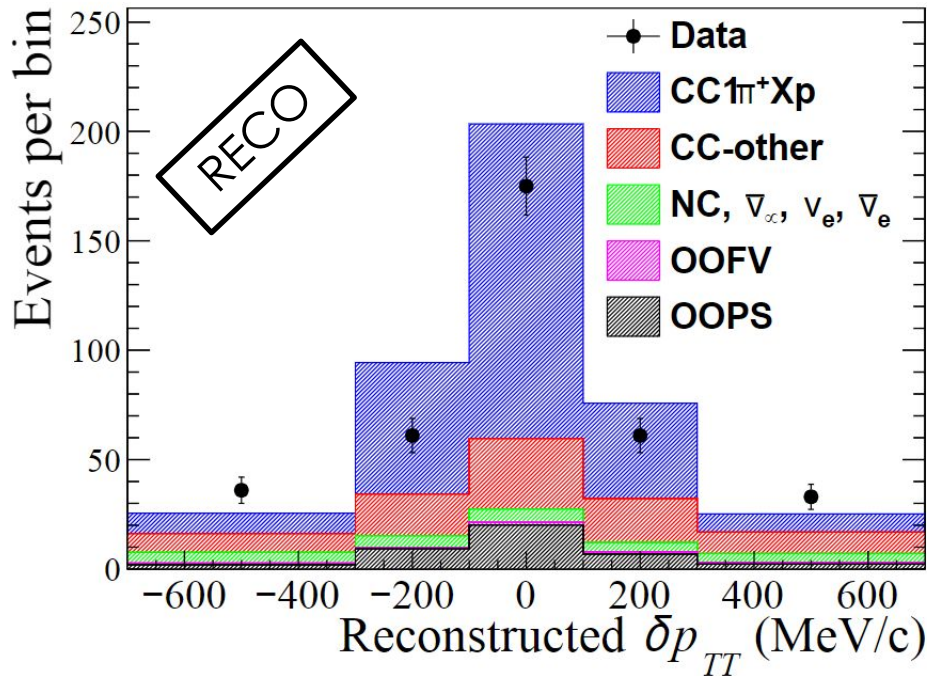 Events per bin
250
200
150
100
50
0
RECO
Data
CC1π⁺Xp
CC-other
NC, ν̅∝, νe, ν̅e
OOFV
OOPS
−600 −400 −200 0 200 400 600
Reconstructed δp_TT (MeV/c)